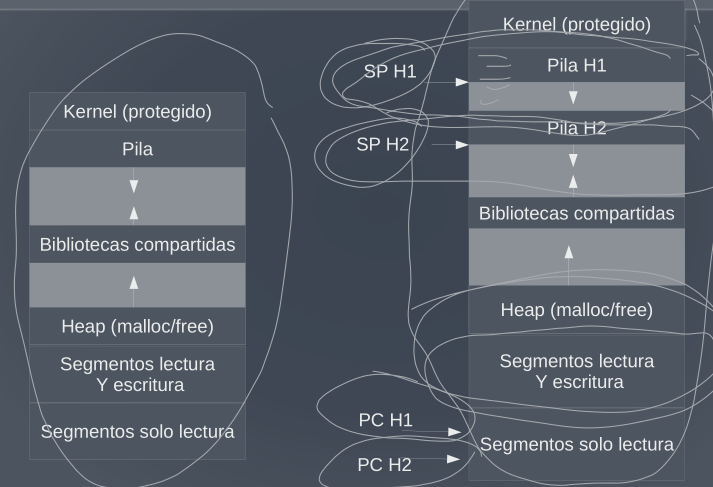 Kernel (protegido)
Pila
Bibliotecas compartidas
Heap (malloc/free)
Segmentos lectura
Y escritura
Segmentos solo lectura
Kernel (protegido)
SP H1
Pila H1
SP H2
Pila H2
Bibliotecas compartidas
Heap (malloc/free)
Segmentos lectura
Y escritura
PC H1
PC H2
Segmentos solo lectura